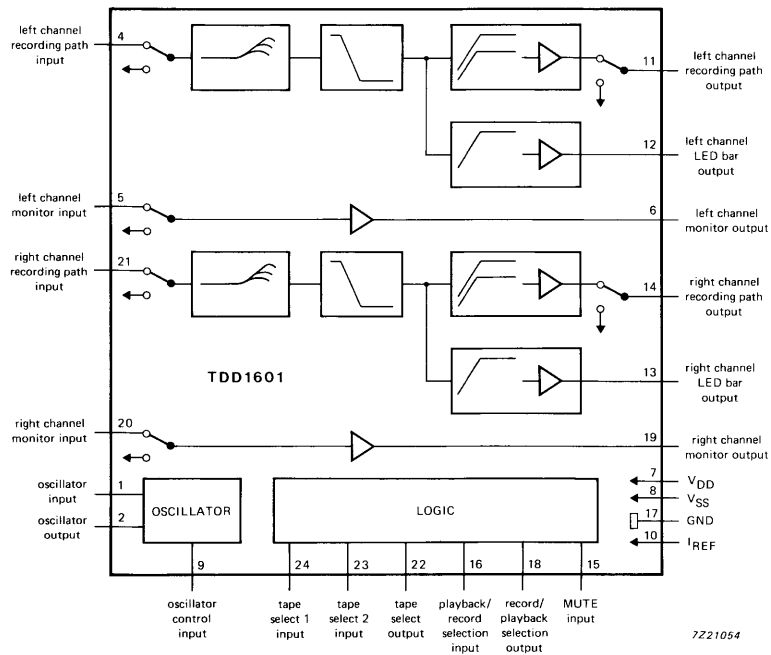 left channel
recording path
input
4
11
left channel
recording path
output
12
left channel
LED bar
output
left channel
monitor input
5
6
left channel
monitor output
right channel
recording path
input
21
14
right channel
recording path
output
TDD1601
13
right channel
LED bar
output
right channel
monitor input
20
19
right channel
monitor output
oscillator
input
1
oscillator
output
2
OSCILLATOR
LOGIC
7
VDD
8
VSS
17
GND
10
IREF
9
24
23
22
16
18
15
oscillator
control
input
tape
select 1
input
tape
select 2
input
tape
select
output
playback/
record
selection
input
record/
playback
selection
output
MUTE
input
7Z21054